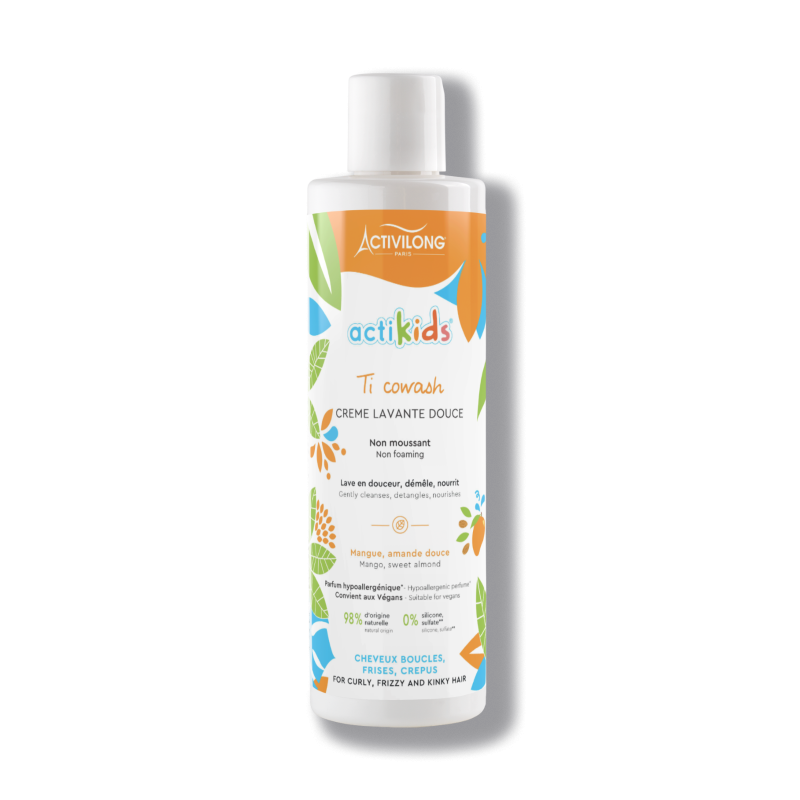 ACTIVILONG
PARIS
actikids®
Ti cowash
CREME LAVANTE DOUCE
Non moussant
Non foaming
Lave en douceur, démêle, nourrit
Gently cleanses, detangles, nourishes
Mangue, amande douce
Mango, sweet almond
Parfum hypoallergénique* · Hypoallergenic perfume*
Convient aux Végans · Suitable for vegans
98% d'origine naturelle
natural origin
0% silicone, sulfate**
silicone, sulfate**
CHEVEUX BOUCLES,
FRISES, CREPUS
FOR CURLY, FRIZZY AND KINKY HAIR